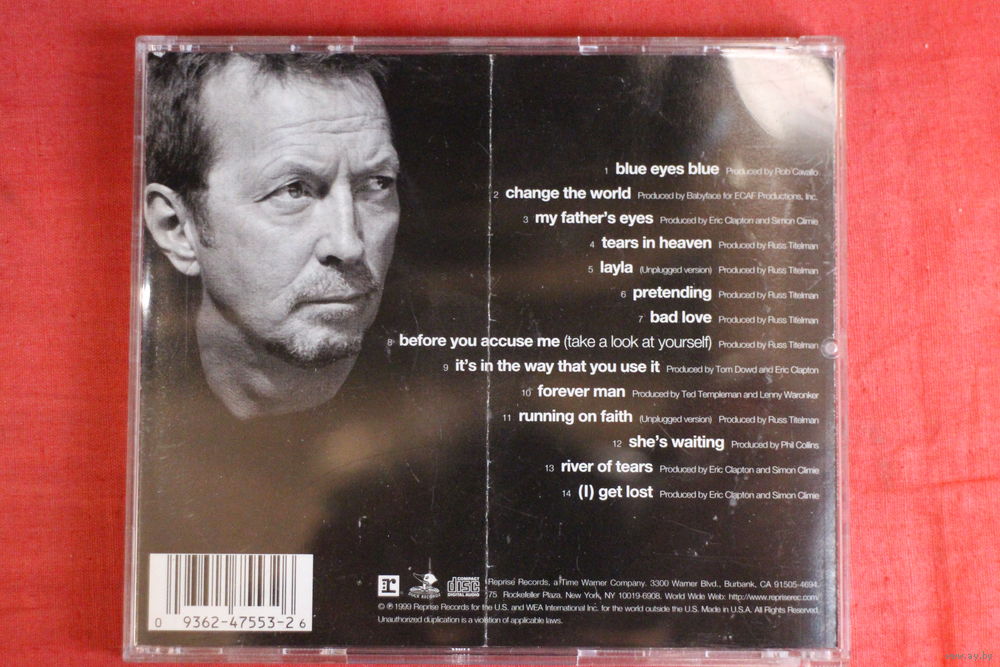 1 blue eyes blue Produced by Rob Cavallo
2 change the world Produced by Babyface for ECAF Productions, Inc.
3 my father's eyes Produced by Eric Clapton and Simon Climie
4 tears in heaven Produced by Russ Titelman
5 layla (Unplugged version) Produced by Russ Titelman
6 pretending Produced by Russ Titelman
7 bad love Produced by Russ Titelman
8 before you accuse me (take a look at yourself) Produced by Russ Titelman
9 it's in the way that you use it Produced by Tom Dowd and Eric Clapton
10 forever man Produced by Ted Templeman and Lenny Waronker
11 running on faith (Unplugged version) Produced by Russ Titelman
12 she's waiting Produced by Phil Collins
13 river of tears Produced by Eric Clapton and Simon Climie
14 (I) get lost Produced by Eric Clapton and Simon Climie
0 9362-47553-2 6
r
DUCK RECORDS
COMPACT
disc
DIGITAL AUDIO
Reprise Records, a Time Warner Company. 3300 Warner Blvd., Burbank, CA 91505-4694.
75 Rockefeller Plaza, New York, NY 10019-6908. World Wide Web: http://www.repriserec.com
© ℗ 1999 Reprise Records for the U.S. and WEA International Inc. for the world outside the U.S. Made in U.S.A. All Rights Reserved.
Unauthorized duplication is a violation of applicable laws.
www.ay.by